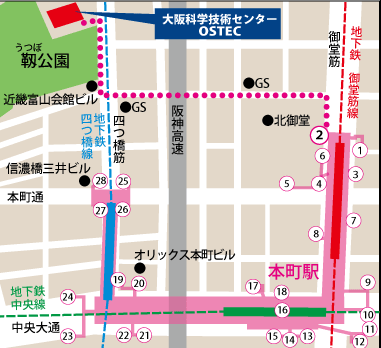 大阪科学技術センター
OSTEC
うつぼ
靱公園
近畿富山会館ビル
GS
地下鉄
四つ橋線
四つ橋筋
阪神高速
GS
北御堂
御堂筋
地下鉄 御堂筋線
2
1
3
6
5
4
信濃橋三井ビル
本町通
28
25
27
26
7
8
オリックス本町ビル
本町駅
19
20
地下鉄
中央線
中央大通
24
23
22
21
17
18
16
9
10
11
12
15
14
13